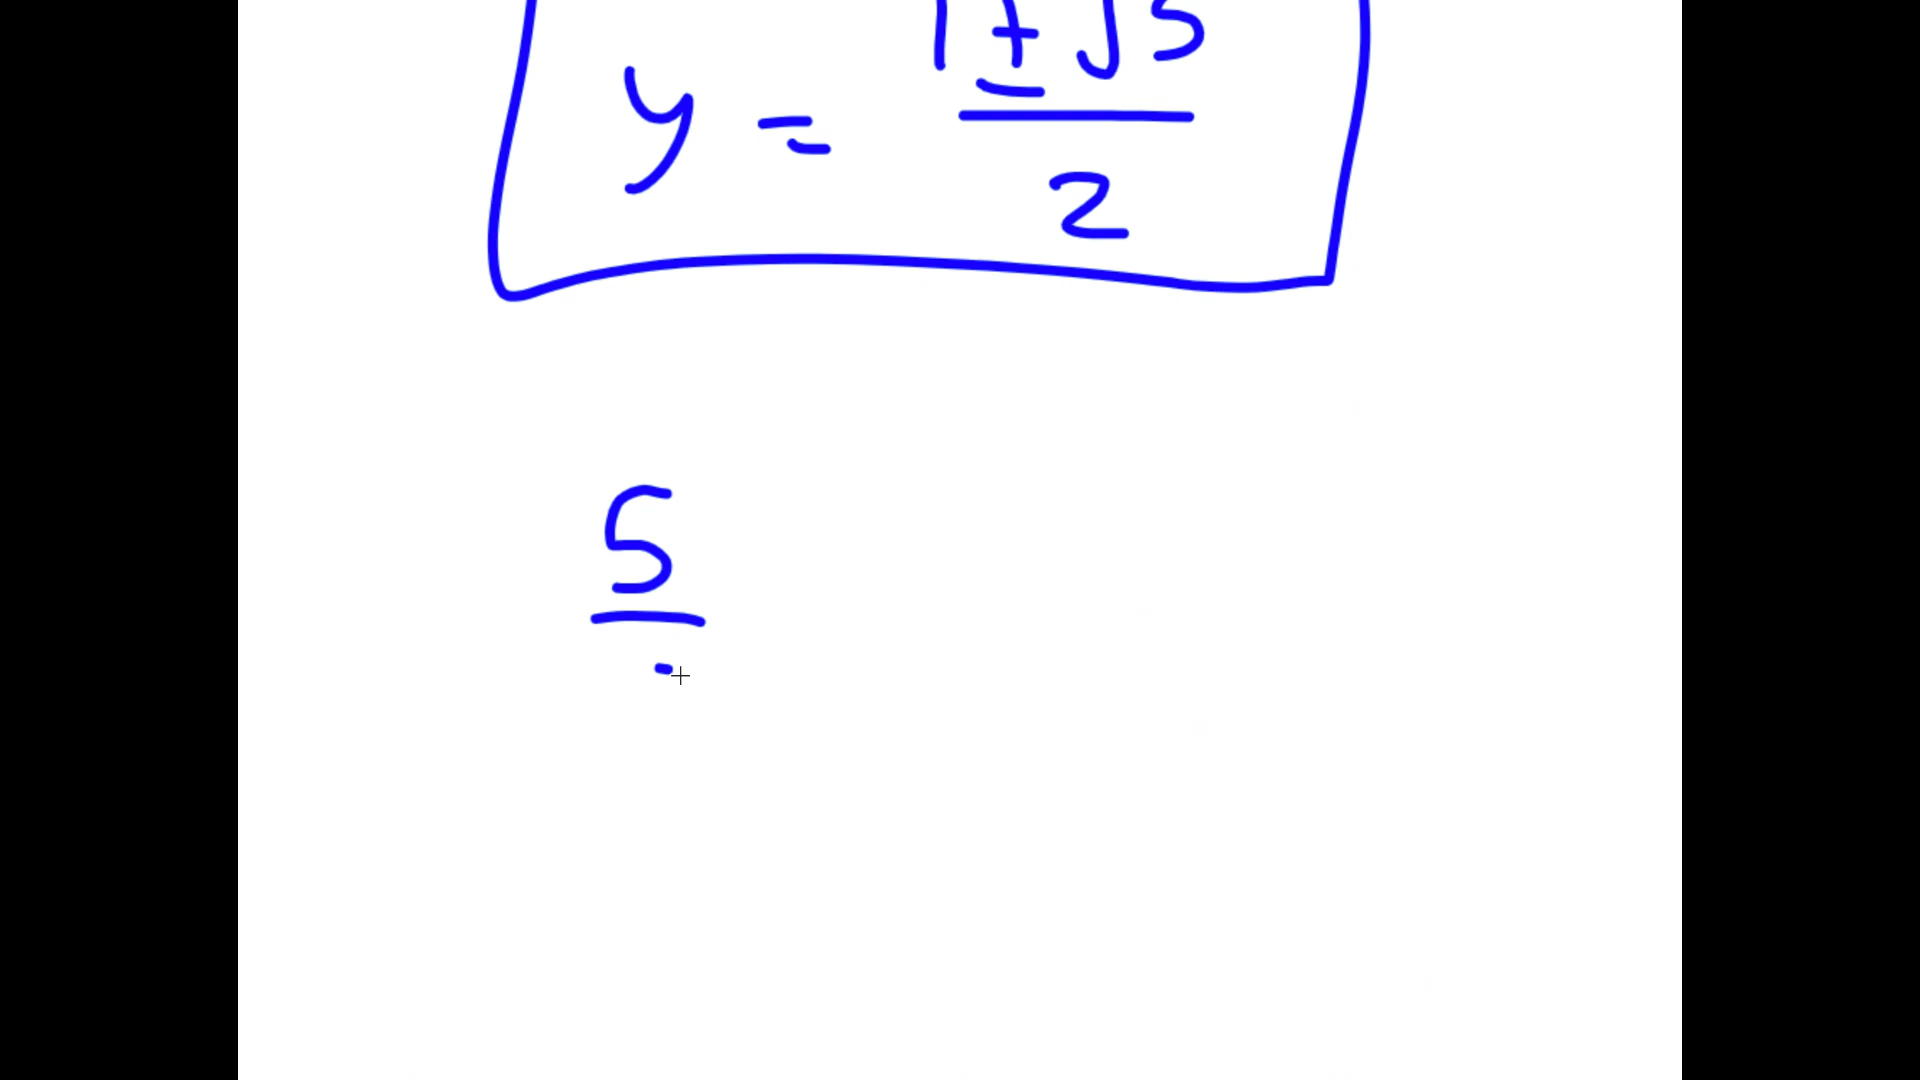 y = (1 ± √5)/2
5